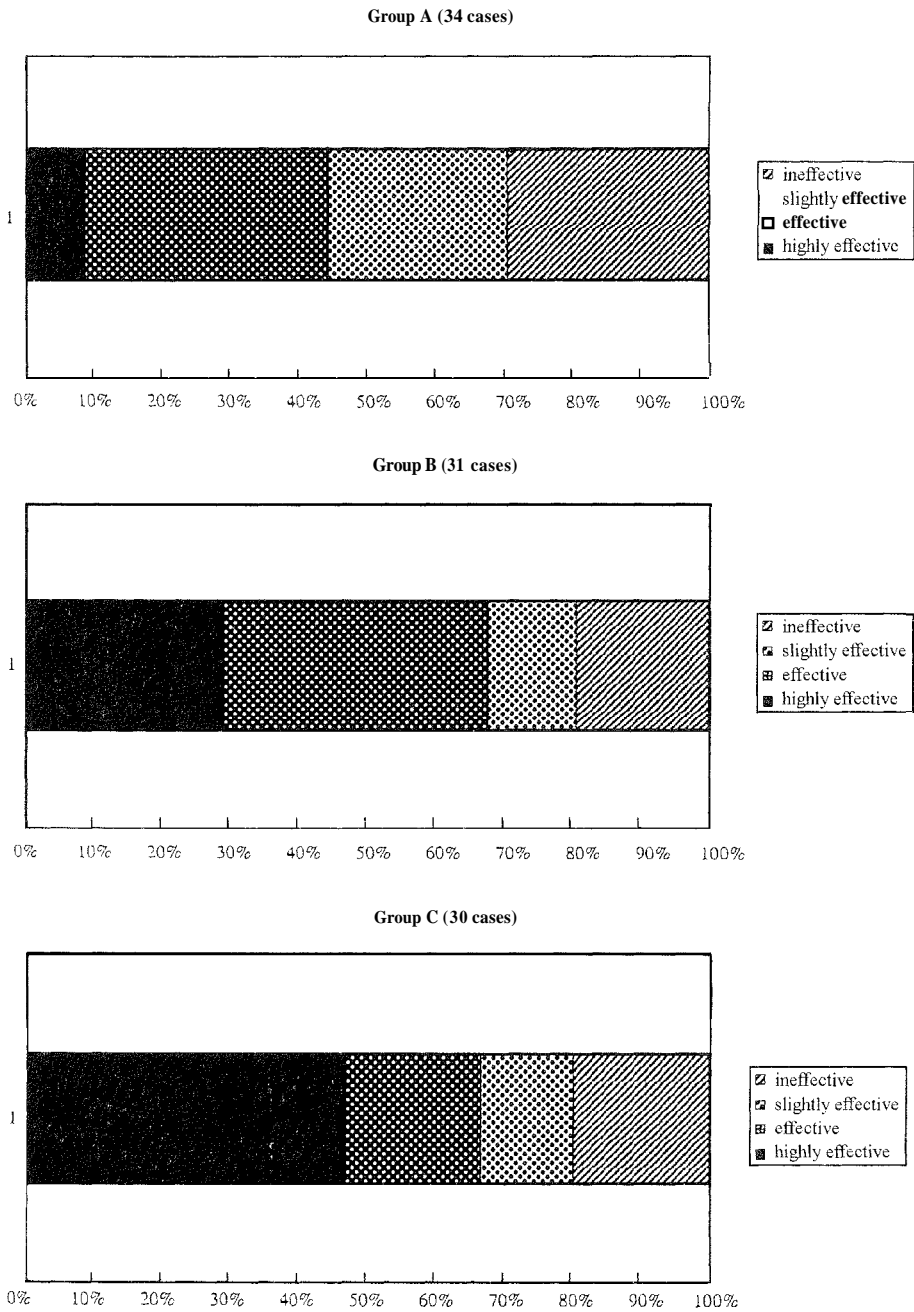 Group A (34 cases)
1
ineffective
slightly effective
effective
highly effective
0% 10% 20% 30% 40% 50% 60% 70% 80% 90% 100%
Group B (31 cases)
1
ineffective
slightly effective
effective
highly effective
0% 10% 20% 30% 40% 50% 60% 70% 80% 90% 100%
Group C (30 cases)
1
ineffective
slightly effective
effective
highly effective
0% 10% 20% 30% 40% 50% 60% 70% 80% 90% 100%